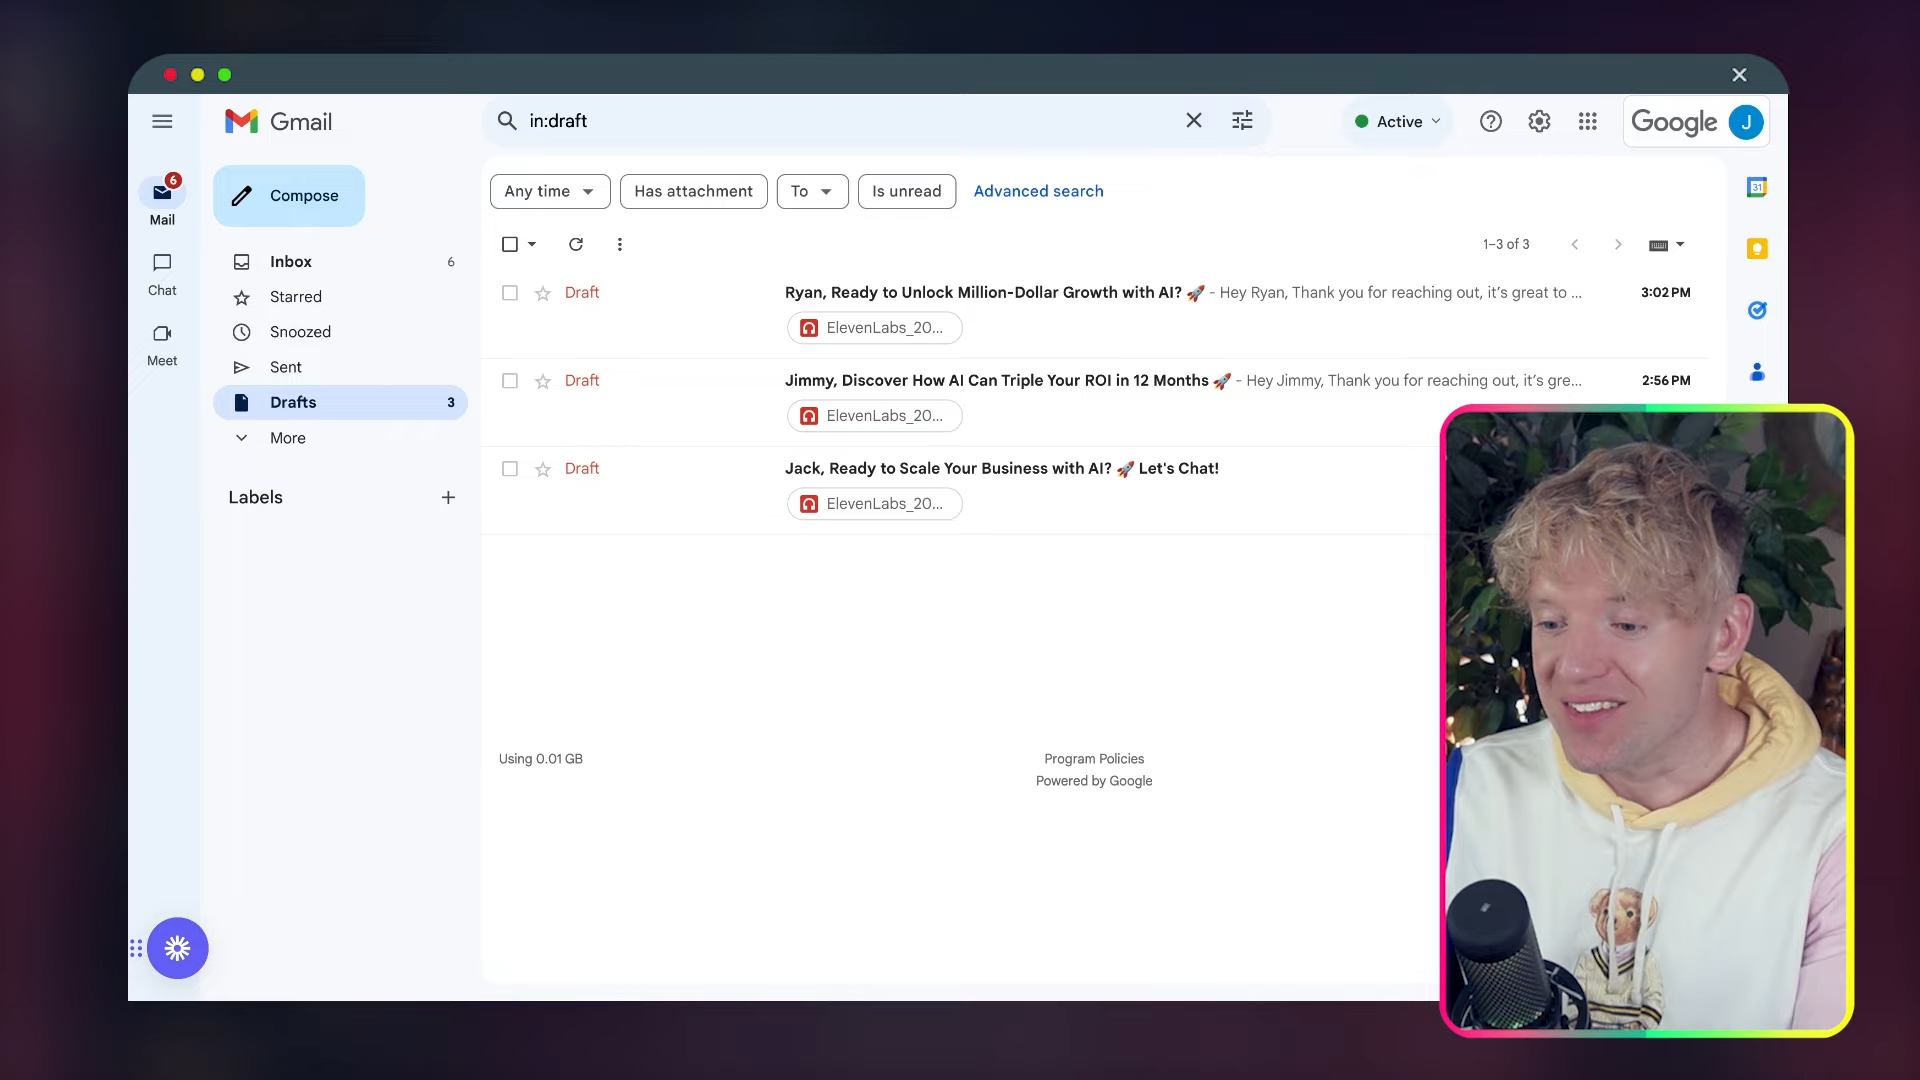 Gmail
in:draft
Active
Google
J
6
Mail
Chat
Meet
Compose
Inbox 6
Starred
Snoozed
Sent
Drafts 3
More
Labels
Any time
Has attachment
To
Is unread
Advanced search
1–3 of 3
31
Draft Ryan, Ready to Unlock Million-Dollar Growth with AI? 🚀 - Hey Ryan, Thank you for reaching out, it's great to ... 3:02 PM
ElevenLabs_20...
Draft Jimmy, Discover How AI Can Triple Your ROI in 12 Months 🚀 - Hey Jimmy, Thank you for reaching out, it's gre... 2:56 PM
ElevenLabs_20...
Draft Jack, Ready to Scale Your Business with AI? 🚀 Let's Chat!
ElevenLabs_20...
Using 0.01 GB
Program Policies
Powered by Google